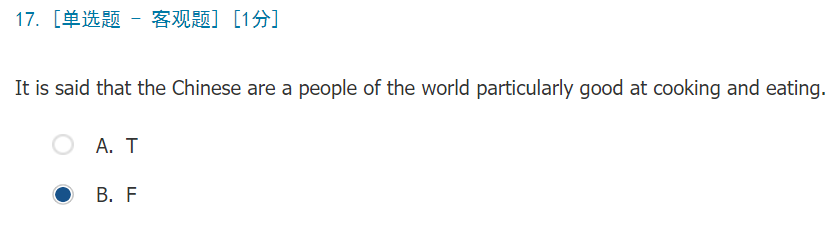 17. [单选题 - 客观题] [1分]
It is said that the Chinese are a people of the world particularly good at cooking and eating.
A. T
B. F